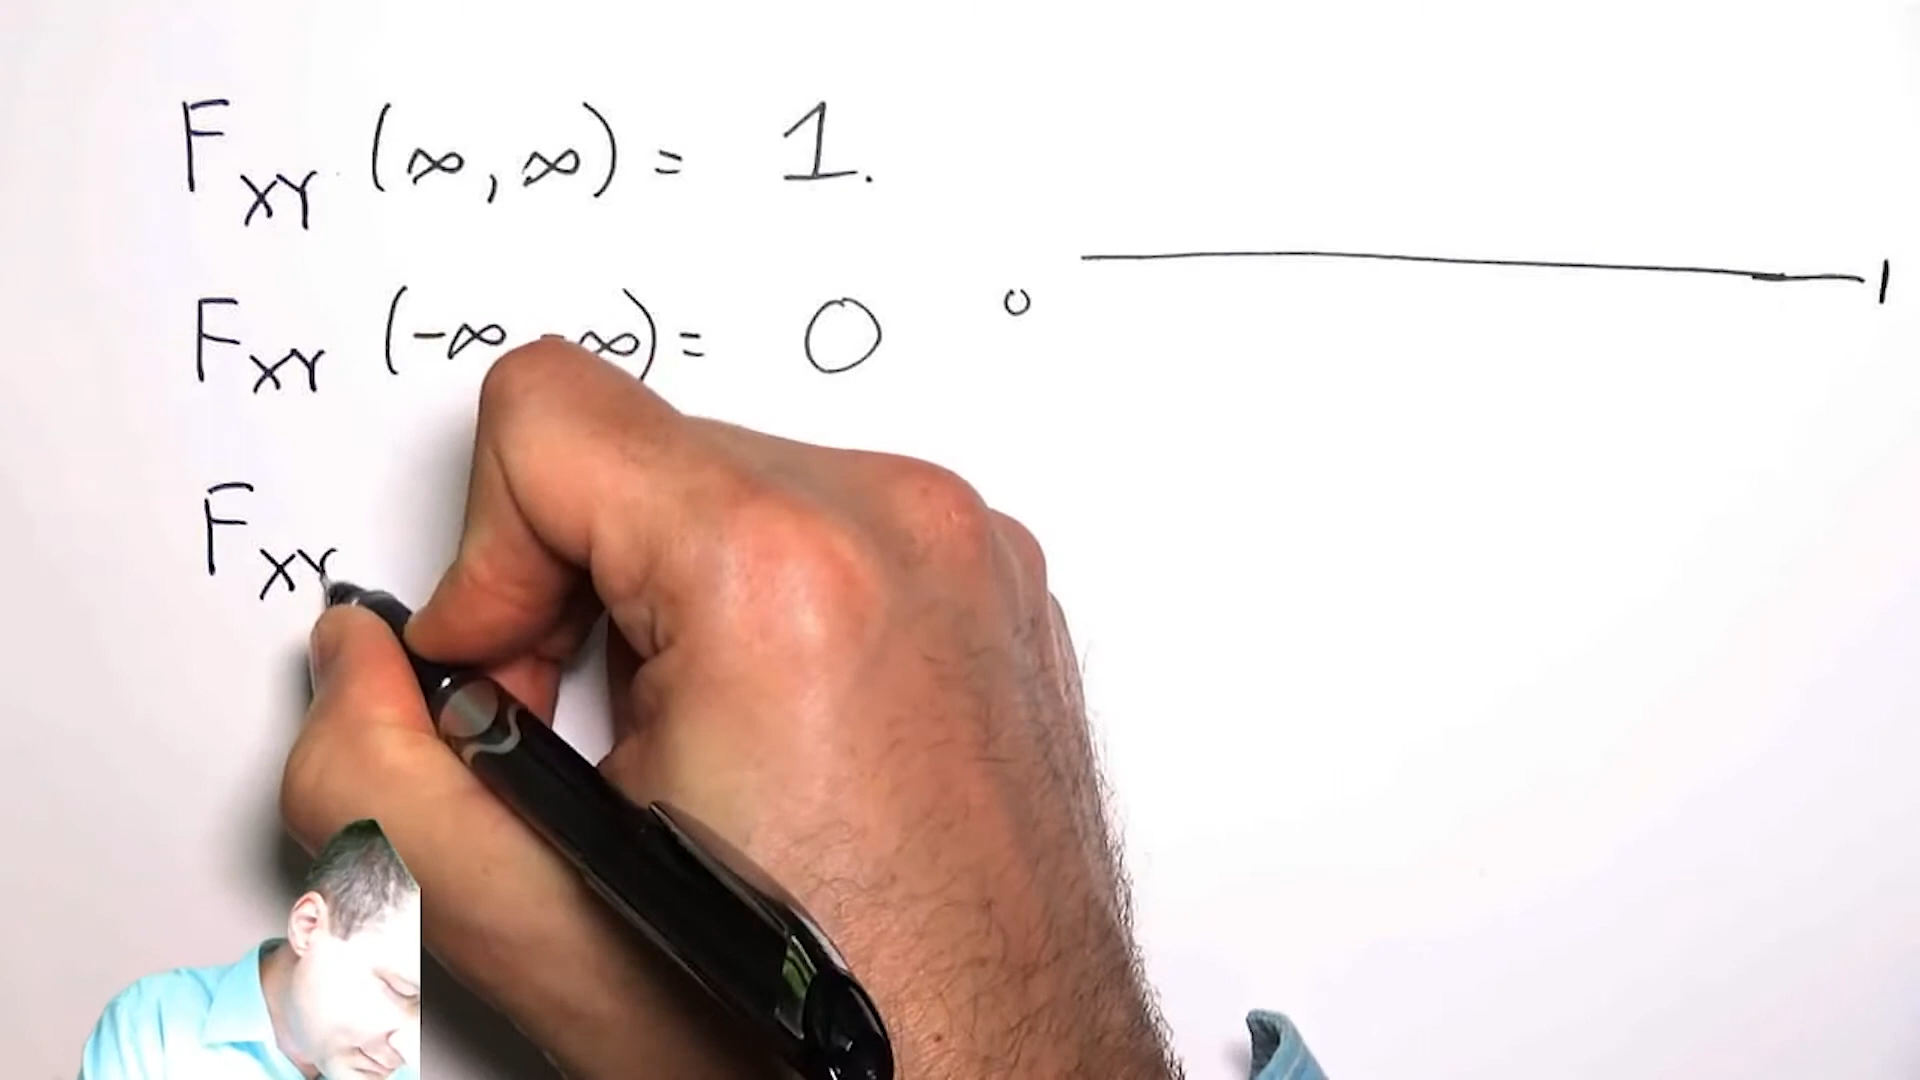 F_XY (∞, ∞) = 1.
F_XY (-∞, -∞) = 0
0 1
F_XY